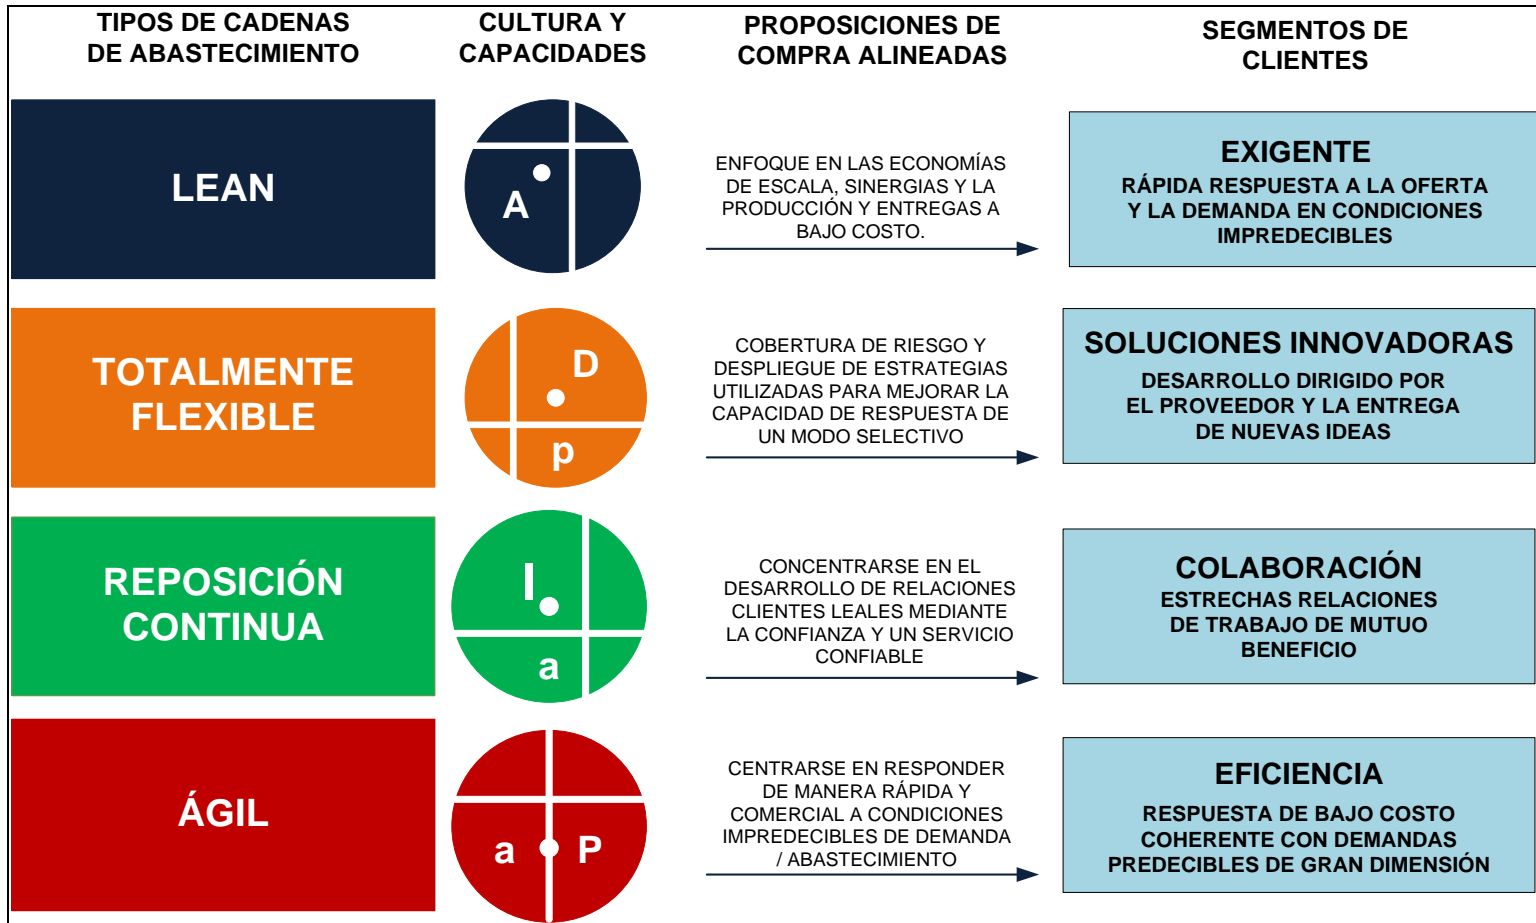 TIPOS DE CADENAS
DE ABASTECIMIENTO
CULTURA Y
CAPACIDADES
PROPOSICIONES DE
COMPRA ALINEADAS
SEGMENTOS DE
CLIENTES
LEAN
A
ENFOQUE EN LAS ECONOMÍAS
DE ESCALA, SINERGIAS Y LA
PRODUCCIÓN Y ENTREGAS A
BAJO COSTO.
EXIGENTE
RÁPIDA RESPUESTA A LA OFERTA
Y LA DEMANDA EN CONDICIONES
IMPREDECIBLES
TOTALMENTE
FLEXIBLE
D
p
COBERTURA DE RIESGO Y
DESPLIEGUE DE ESTRATEGIAS
UTILIZADAS PARA MEJORAR LA
CAPACIDAD DE RESPUESTA DE
UN MODO SELECTIVO
SOLUCIONES INNOVADORAS
DESARROLLO DIRIGIDO POR
EL PROVEEDOR Y LA ENTREGA
DE NUEVAS IDEAS
REPOSICIÓN
CONTINUA
I
a
CONCENTRARSE EN EL
DESARROLLO DE RELACIONES
CLIENTES LEALES MEDIANTE
LA CONFIANZA Y UN SERVICIO
CONFIABLE
COLABORACIÓN
ESTRECHAS RELACIONES
DE TRABAJO DE MUTUO
BENEFICIO
ÁGIL
a P
CENTRARSE EN RESPONDER
DE MANERA RÁPIDA Y
COMERCIAL A CONDICIONES
IMPREDECIBLES DE DEMANDA
/ ABASTECIMIENTO
EFICIENCIA
RESPUESTA DE BAJO COSTO
COHERENTE CON DEMANDAS
PREDECIBLES DE GRAN DIMENSIÓN